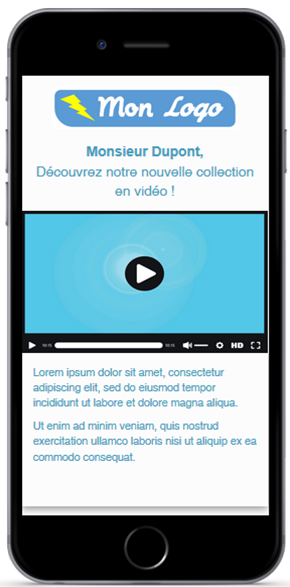 Mon Logo
Monsieur Dupont,
Découvrez notre nouvelle collection
en vidéo !
HD
Lorem ipsum dolor sit amet, consectetur
adipiscing elit, sed do eiusmod tempor
incididunt ut labore et dolore magna aliqua.
Ut enim ad minim veniam, quis nostrud
exercitation ullamco laboris nisi ut aliquip ex ea
commodo consequat.